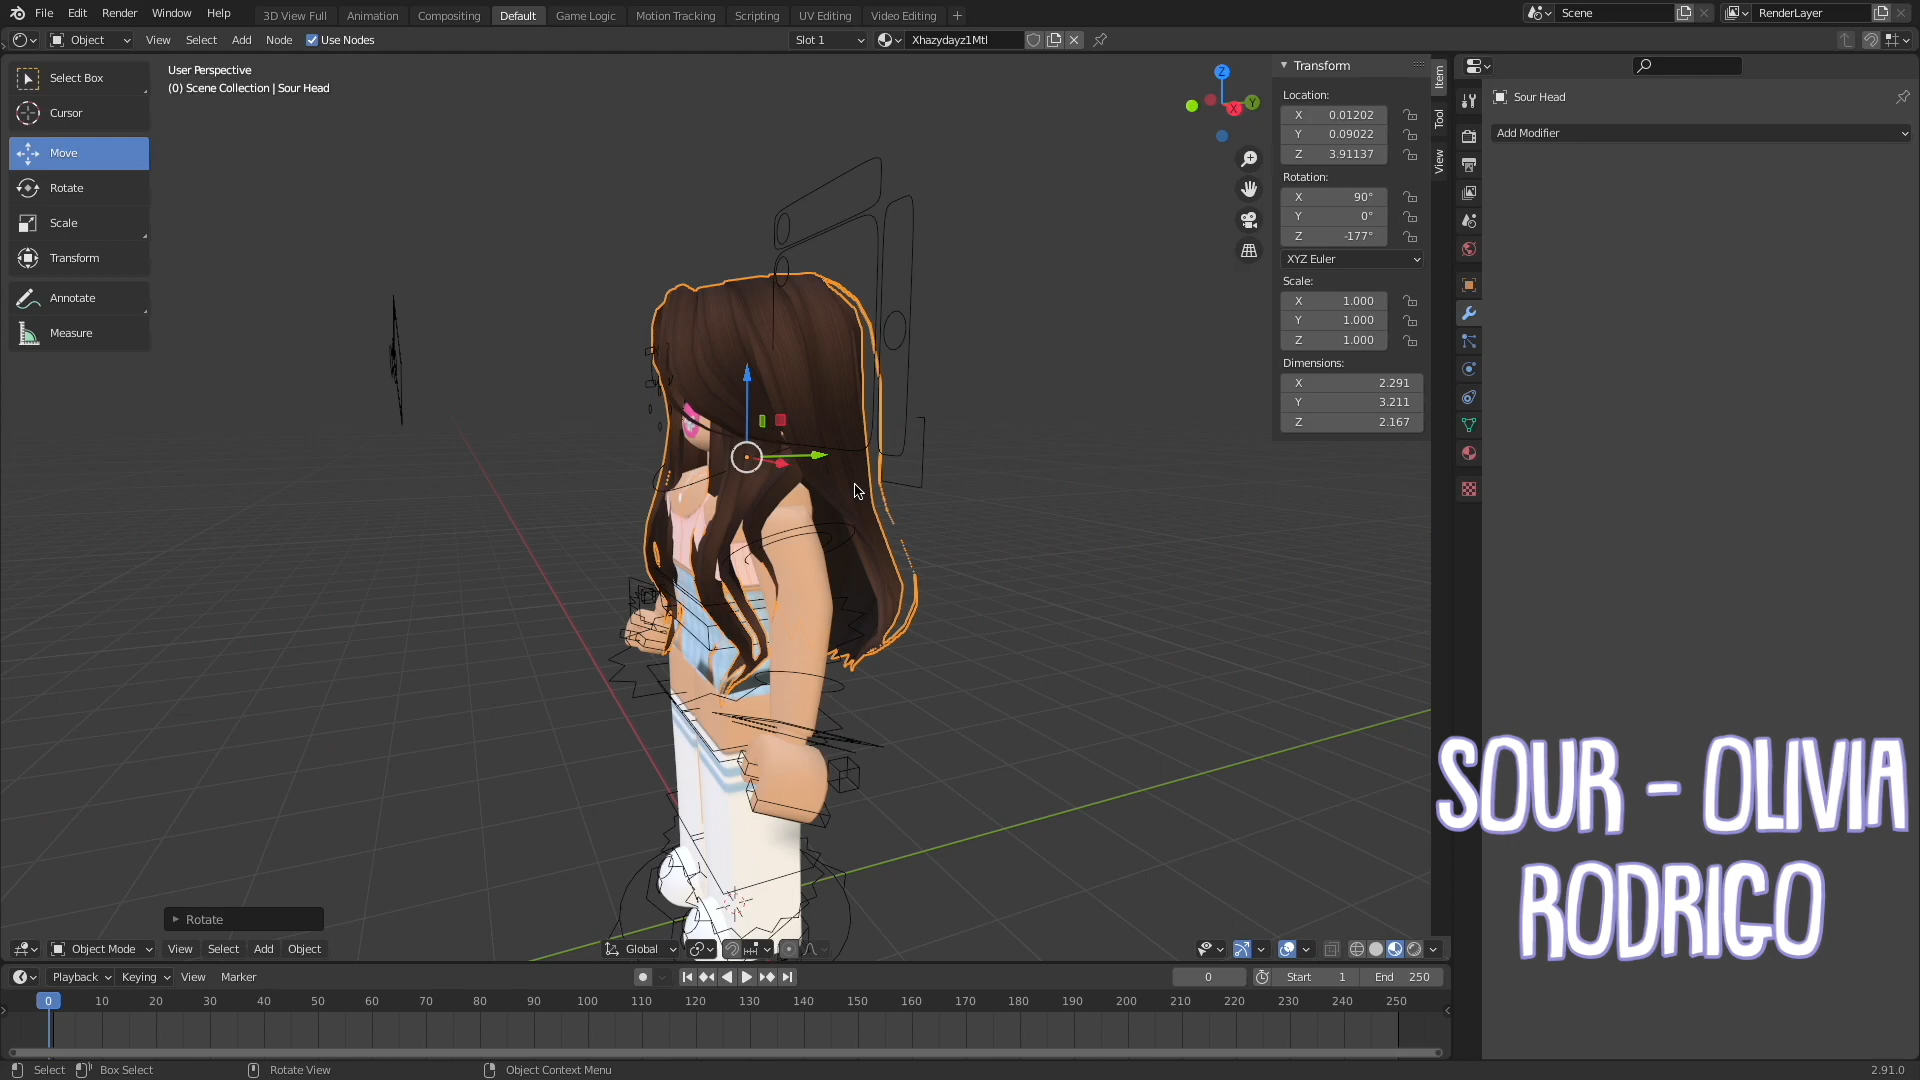 File Edit Render Window Help 3D View Full Animation Compositing Default Game Logic Motion Tracking Scripting UV Editing Video Editing + Scene RenderLayer
Object View Select Add Node Use Nodes Slot 1 Xhazydayz1Mtl
Select Box
Cursor
Move
Rotate
Scale
Transform
Annotate
Measure
User Perspective
(0) Scene Collection | Sour Head
Z
Y
X
Transform
Location:
X 0.01202
Y 0.09022
Z 3.91137
Rotation:
X 90°
Y 0°
Z -177°
XYZ Euler
Scale:
X 1.000
Y 1.000
Z 1.000
Dimensions:
X 2.291
Y 3.211
Z 2.167
Item
Tool
View
Sour Head
Add Modifier
SOUR - OLIVIA
RODRIGO
Rotate
Object Mode View Select Add Object Global
Playback Keying View Marker 0 Start 1 End 250
0 10 20 30 40 50 60 70 80 90 100 110 120 130 140 150 160 170 180 190 200 210 220 230 240 250
Select Box Select Rotate View Object Context Menu 2.91.0